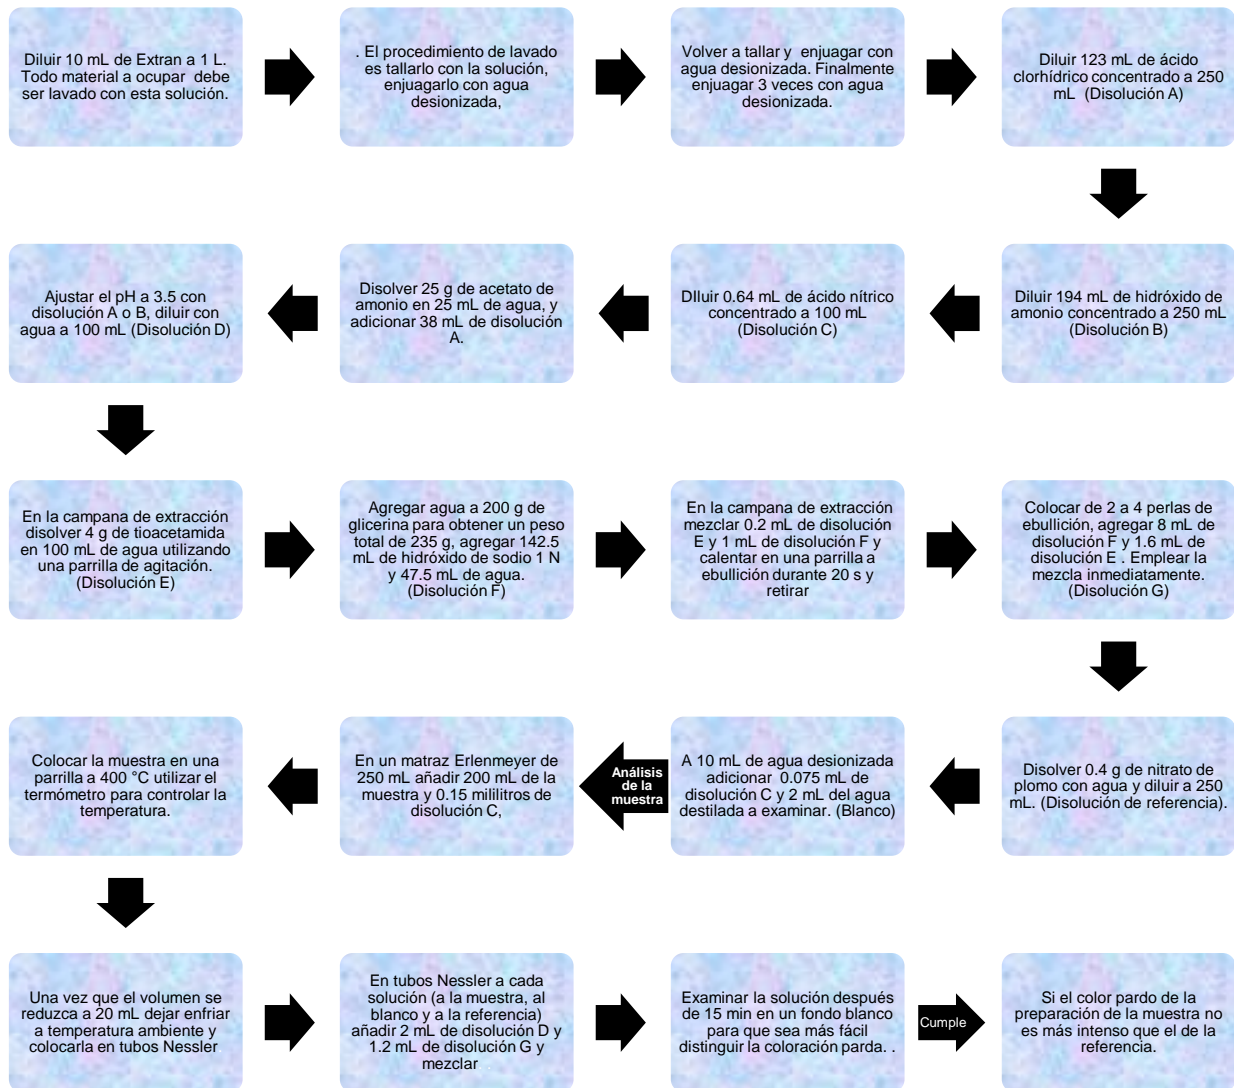 Diluir 10 mL de Extran a 1 L.
Todo material a ocupar debe
ser lavado con esta solución.
. El procedimiento de lavado
es tallarlo con la solución,
enjuagarlo con agua
desionizada,
Volver a tallar y enjuagar con
agua desionizada. Finalmente
enjuagar 3 veces con agua
desionizada.
Diluir 123 mL de ácido
clorhídrico concentrado a 250
mL (Disolución A)
Diluir 194 mL de hidróxido de
amonio concentrado a 250 mL
(Disolución B)
DIluir 0.64 mL de ácido nítrico
concentrado a 100 mL
(Disolución C)
Disolver 25 g de acetato de
amonio en 25 mL de agua, y
adicionar 38 mL de disolución
A.
Ajustar el pH a 3.5 con
disolución A o B, diluir con
agua a 100 mL (Disolución D)
En la campana de extracción
disolver 4 g de tioacetamida
en 100 mL de agua utilizando
una parrilla de agitación.
(Disolución E)
Agregar agua a 200 g de
glicerina para obtener un peso
total de 235 g, agregar 142.5
mL de hidróxido de sodio 1 N
y 47.5 mL de agua.
(Disolución F)
En la campana de extracción
mezclar 0.2 mL de disolución
E y 1 mL de disolución F y
calentar en una parrilla a
ebullición durante 20 s y
retirar
Colocar de 2 a 4 perlas de
ebullición, agregar 8 mL de
disolución F y 1.6 mL de
disolución E . Emplear la
mezcla inmediatamente.
(Disolución G)
Disolver 0.4 g de nitrato de
plomo con agua y diluir a 250
mL. (Disolución de referencia).
A 10 mL de agua desionizada
adicionar 0.075 mL de
disolución C y 2 mL del agua
destilada a examinar. (Blanco)
Análisis
de la
muestra
En un matraz Erlenmeyer de
250 mL añadir 200 mL de la
muestra y 0.15 mililitros de
disolución C,
Colocar la muestra en una
parrilla a 400 °C utilizar el
termómetro para controlar la
temperatura.
Una vez que el volumen se
reduzca a 20 mL dejar enfriar
a temperatura ambiente y
colocarla en tubos Nessler
En tubos Nessler a cada
solución (a la muestra, al
blanco y a la referencia)
añadir 2 mL de disolución D y
1.2 mL de disolución G y
mezclar
Examinar la solución después
de 15 min en un fondo blanco
para que sea más fácil
distinguir la coloración parda. .
Cumple
Si el color pardo de la
preparación de la muestra no
es más intenso que el de la
referencia.